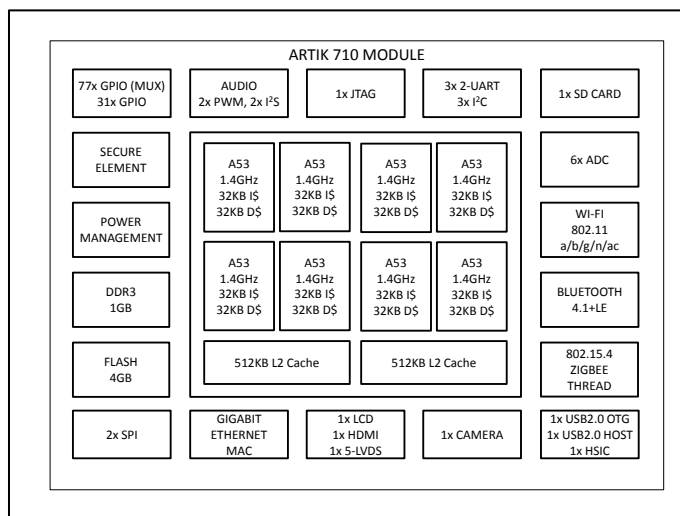 ARTIK 710 MODULE
77x GPIO (MUX)
31x GPIO
AUDIO
2x PWM, 2x I²S
1x JTAG
3x 2-UART
3x I²C
1x SD CARD
SECURE
ELEMENT
A53
1.4GHz
32KB I$
32KB D$
A53
1.4GHz
32KB I$
32KB D$
A53
1.4GHz
32KB I$
32KB D$
A53
1.4GHz
32KB I$
32KB D$
6x ADC
POWER
MANAGEMENT
WI-FI
802.11
a/b/g/n/ac
DDR3
1GB
A53
1.4GHz
32KB I$
32KB D$
A53
1.4GHz
32KB I$
32KB D$
A53
1.4GHz
32KB I$
32KB D$
A53
1.4GHz
32KB I$
32KB D$
BLUETOOTH
4.1+LE
FLASH
4GB
512KB L2 Cache
512KB L2 Cache
802.15.4
ZIGBEE
THREAD
2x SPI
GIGABIT
ETHERNET
MAC
1x LCD
1x HDMI
1x 5-LVDS
1x CAMERA
1x USB2.0 OTG
1x USB2.0 HOST
1x HSIC